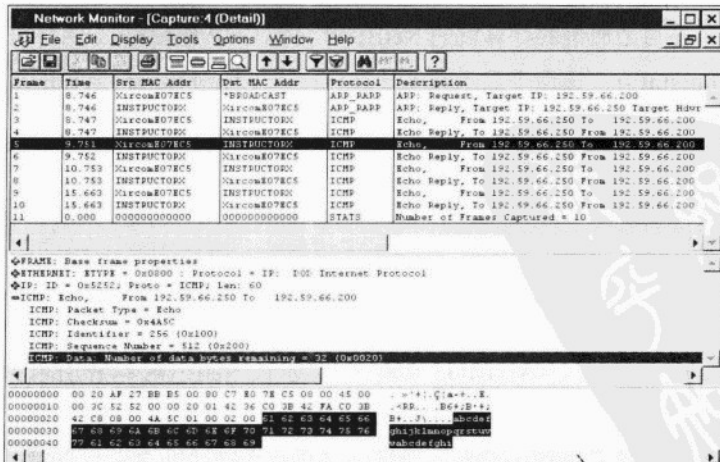 Network Monitor - [Capture:4 (Detail)]
File Edit Display Tools Options Window Help
Frame Time Src MAC Addr Dst MAC Addr Protocol Description
1 8.746 XircomE07EC5 *BROADCAST ARP_RARP ARP: Request, Target IP: 192.59.66.200
2 8.746 INSTRUCTORX XircomE07EC5 ARP_RARP ARP: Reply, Target IP: 192.59.66.250 Target Hdwr
3 8.747 XircomE07EC5 INSTRUCTORX ICMP Echo, From 192.59.66.250 To 192.59.66.200
4 8.747 INSTRUCTORX XircomE07EC5 ICMP Echo Reply, To 192.59.66.250 From 192.59.66.200
5 9.751 XircomE07EC5 INSTRUCTORX ICMP Echo, From 192.59.66.250 To 192.59.66.200
6 9.752 INSTRUCTORX XircomE07EC5 ICMP Echo Reply, To 192.59.66.250 From 192.59.66.200
7 10.753 XircomE07EC5 INSTRUCTORX ICMP Echo, From 192.59.66.250 To 192.59.66.200
8 10.753 INSTRUCTORX XircomE07EC5 ICMP Echo Reply, To 192.59.66.250 From 192.59.66.200
9 15.663 XircomE07EC5 INSTRUCTORX ICMP Echo, From 192.59.66.250 To 192.59.66.200
10 15.663 INSTRUCTORX XircomE07EC5 ICMP Echo Reply, To 192.59.66.250 From 192.59.66.200
11 0.000 000000000000 000000000000 STATS Number of Frames Captured = 10
FRAME: Base frame properties
ETHERNET: ETYPE = 0x0800 : Protocol = IP: DOD Internet Protocol
IP: ID = 0x5252; Proto = ICMP; Len: 60
ICMP: Echo, From 192.59.66.250 To 192.59.66.200
ICMP: Packet Type = Echo
ICMP: Checksum = 0x4A5C
ICMP: Identifier = 256 (0x100)
ICMP: Sequence Number = 512 (0x200)
ICMP: Data: Number of data bytes remaining = 32 (0x0020)
00000000 00 20 AF 27 BB B5 00 80 C7 E0 7E C5 08 00 45 00
00000010 00 3C 52 52 00 00 20 01 42 36 C0 3B 42 FA C0 3B .<RR.. .B6+;B·+;
00000020 42 C8 08 00 4A 5C 01 00 02 00 61 62 63 64 65 66 B+..J\....abcdef
00000030 67 68 69 6A 6B 6C 6D 6E 6F 70 71 72 73 74 75 76 ghijklmnopqrstuv
00000040 77 61 62 63 64 65 66 67 68 69 wabcdefghi